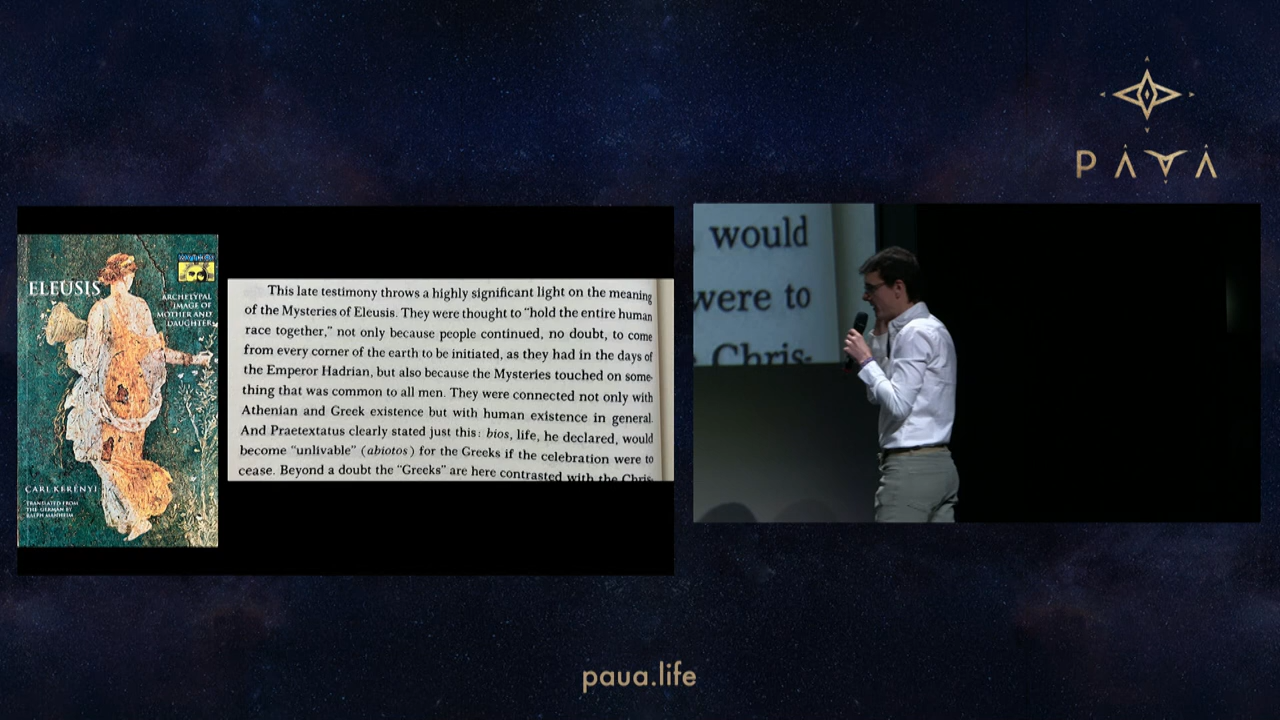 PAUA
ELEUSIS
ARCHETYPAL
IMAGE OF
MOTHER AND
DAUGHTER
CARL KERÉNYI
TRANSLATED FROM
THE GERMAN BY
RALPH MANHEIM
This late testimony throws a highly significant light on the meaning
of the Mysteries of Eleusis. They were thought to “hold the entire human
race together,” not only because people continued, no doubt, to come
from every corner of the earth to be initiated, as they had in the days of
the Emperor Hadrian, but also because the Mysteries touched on some-
thing that was common to all men. They were connected not only with
Athenian and Greek existence but with human existence in general.
And Praetextatus clearly stated just this: bios, life, he declared, would
become “unlivable” (abiotos) for the Greeks if the celebration were to
cease. Beyond a doubt the “Greeks” are here contrasted with the Chris-
, would
were to
Chris-
paua.life